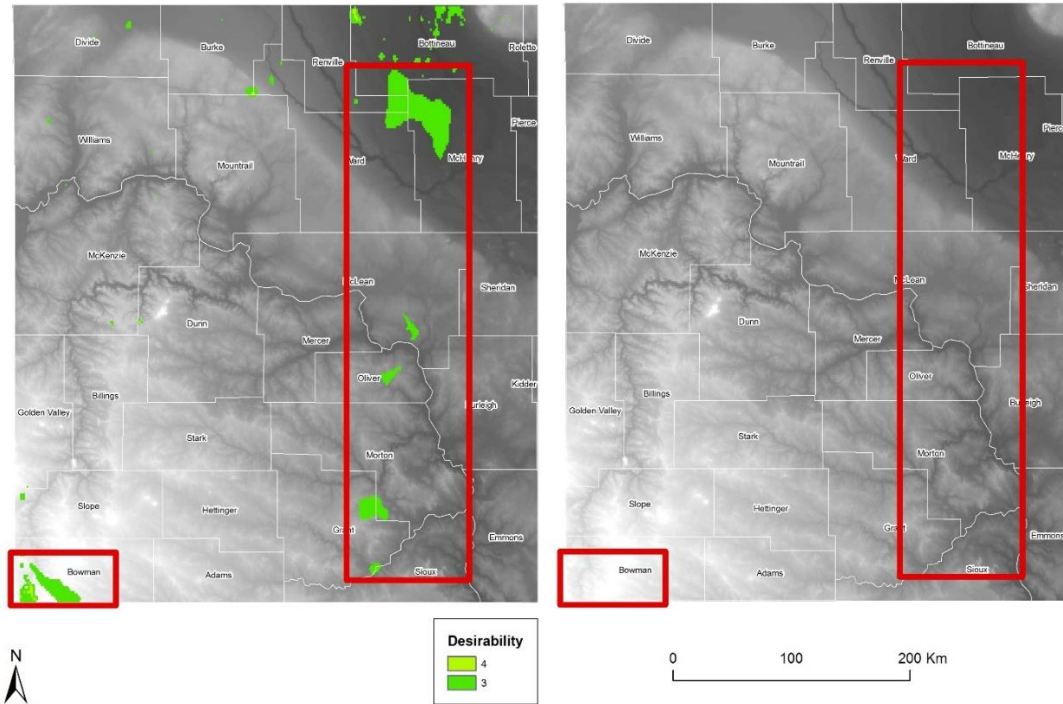 Divide
Burke
Bottineau
Rolette
Renville
Pierce
Williams
Mountrail
Ward
McHenry
McKenzie
McLean
Sheridan
Dunn
Mercer
Oliver
Kidder
Billings
Burleigh
Golden Valley
Stark
Morton
Slope
Hettinger
Grant
Emmons
Bowman
Adams
Sioux
Divide
Burke
Bottineau
Renville
Pierce
Williams
Mountrail
Ward
McHenry
McKenzie
McLean
Sheridan
Dunn
Mercer
Oliver
Billings
Burleigh
Golden Valley
Stark
Morton
Slope
Hettinger
Grant
Emmons
Bowman
Adams
Sioux
N
Desirability
4
3
0 100 200 Km